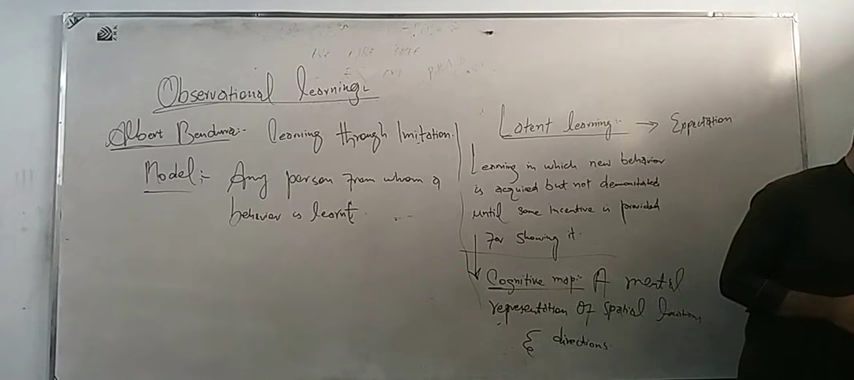 Observational learning:
Albert Bandura:- learning through Imitation.
Model:- Any person from whom a
behavior is learnt.
Latent learning:- → Expectation
Learning in which new behavior
is acquired but not demonstrated
until some incentive is provided
for showing it.
Cognitive map:- A mental
representation of spatial locations
& directions.